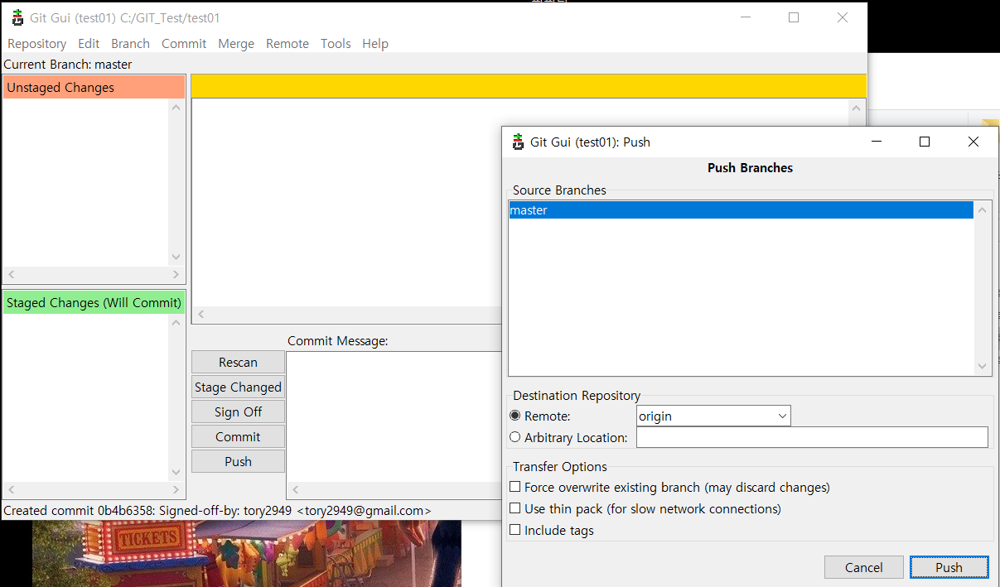 Git Gui (test01) C:/GIT_Test/test01
Repository Edit Branch Commit Merge Remote Tools Help
Current Branch: master
Unstaged Changes
Staged Changes (Will Commit)
Commit Message:
Rescan
Stage Changed
Sign Off
Commit
Push
Created commit 0b4b6358: Signed-off-by: tory2949 <tory2949@gmail.com>
Git Gui (test01): Push
Push Branches
Source Branches
master
Destination Repository
Remote: origin
Arbitrary Location:
Transfer Options
Force overwrite existing branch (may discard changes)
Use thin pack (for slow network connections)
Include tags
Cancel Push
TICKETS